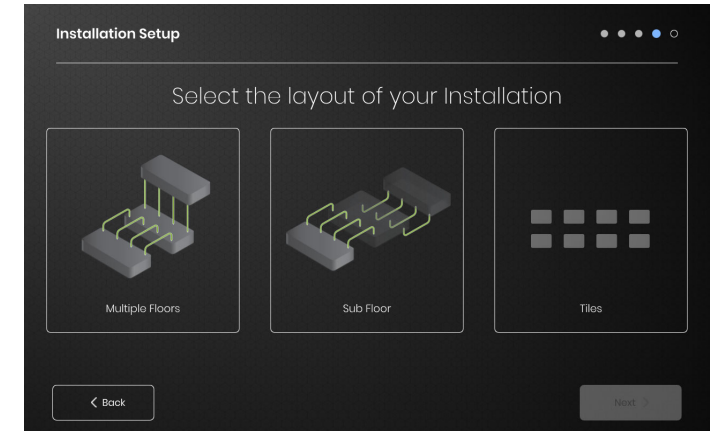 Installation Setup
Select the layout of your Installation
Multiple Floors
Sub Floor
Tiles
Back
Next